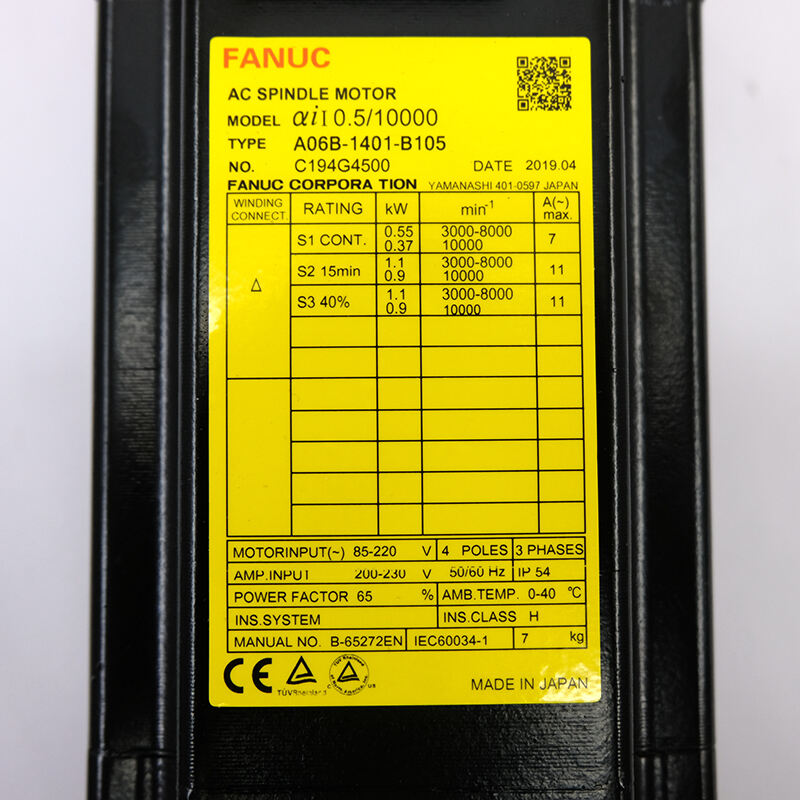 FANUC
AC SPINDLE MOTOR
MODEL αiI 0.5/10000
TYPE A06B-1401-B105
NO. C194G4500 DATE 2019.04
FANUC CORPORATION YAMANASHI 401-0597 JAPAN
WINDING CONNECT. RATING kW min-1 A(~) max.
Δ
S1 CONT. 0.55 3000-8000 7
0.37 10000
S2 15min 1.1 3000-8000 11
0.9 10000
S3 40% 1.1 3000-8000 11
0.9 10000
MOTORINPUT(~) 85-220 V 4 POLES 3 PHASES
AMP.INPUT 200-230 V 50/60 Hz IP 54
POWER FACTOR 65 % AMB.TEMP. 0-40 ℃
INS.SYSTEM INS.CLASS H
MANUAL NO. B-65272EN IEC60034-1 7 kg
CE TÜVRheinland C US
MADE IN JAPAN